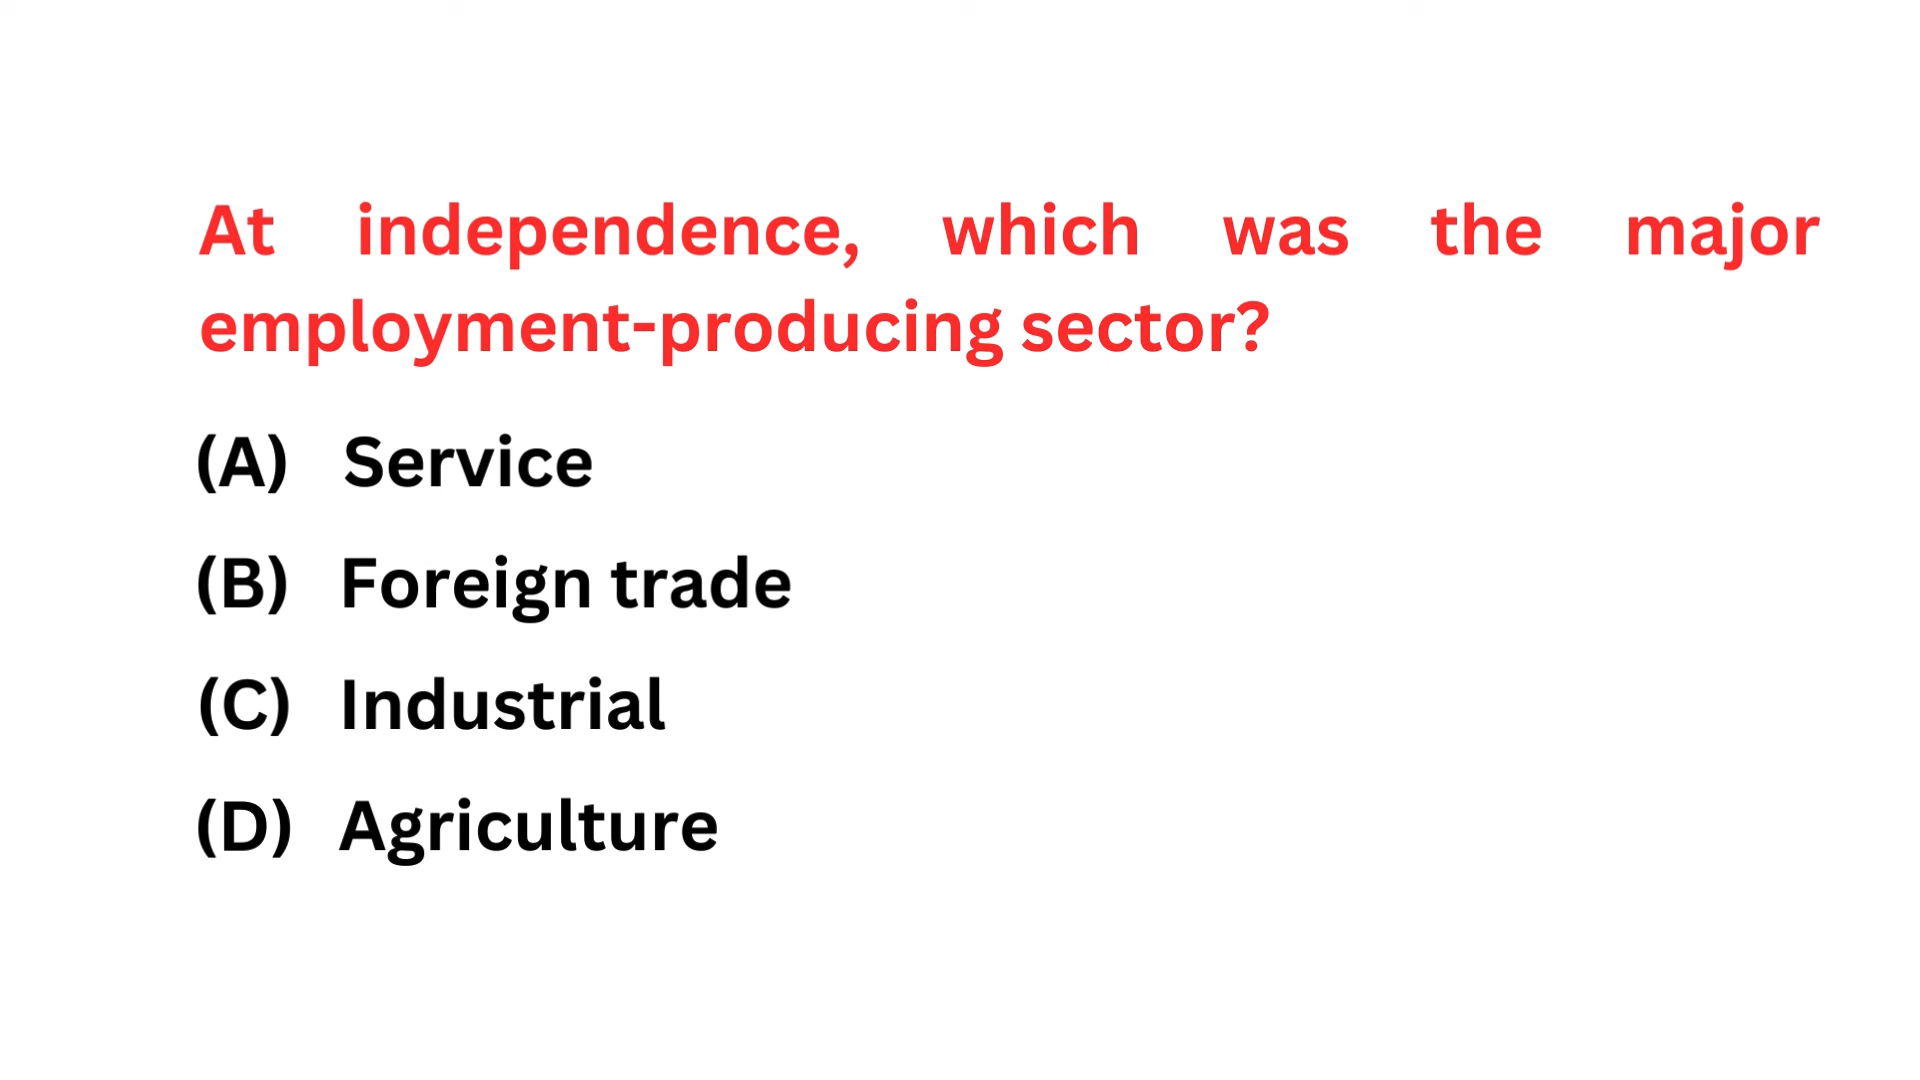 At independence, which was the major
employment-producing sector?
(A) Service
(B) Foreign trade
(C) Industrial
(D) Agriculture